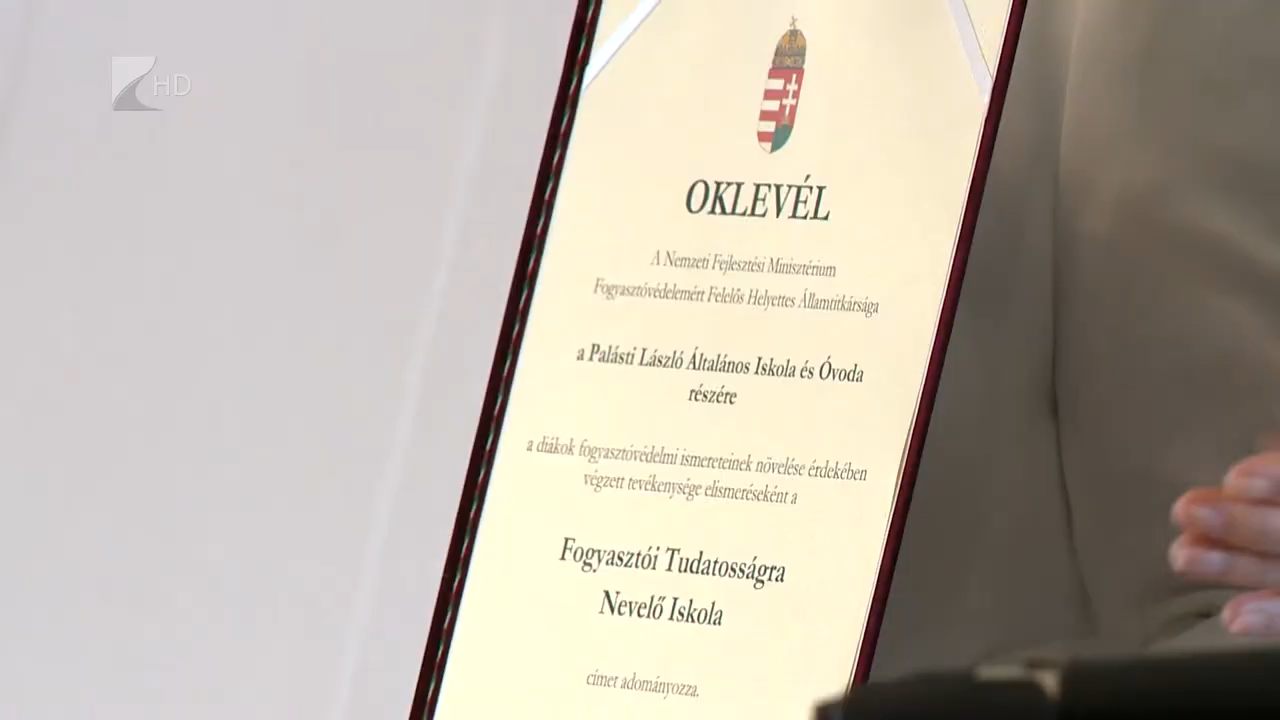 HD
OKLEVÉL
A Nemzeti Fejlesztési Minisztérium
Fogyasztóvédelemért Felelős Helyettes Államtitkársága
a Palásti László Általános Iskola és Óvoda
részére
a diákok fogyasztóvédelmi ismereteinek növelése érdekében
végzett tevékenysége elismeréseként a
Fogyasztói Tudatosságra
Nevelő Iskola
címet adományozza.